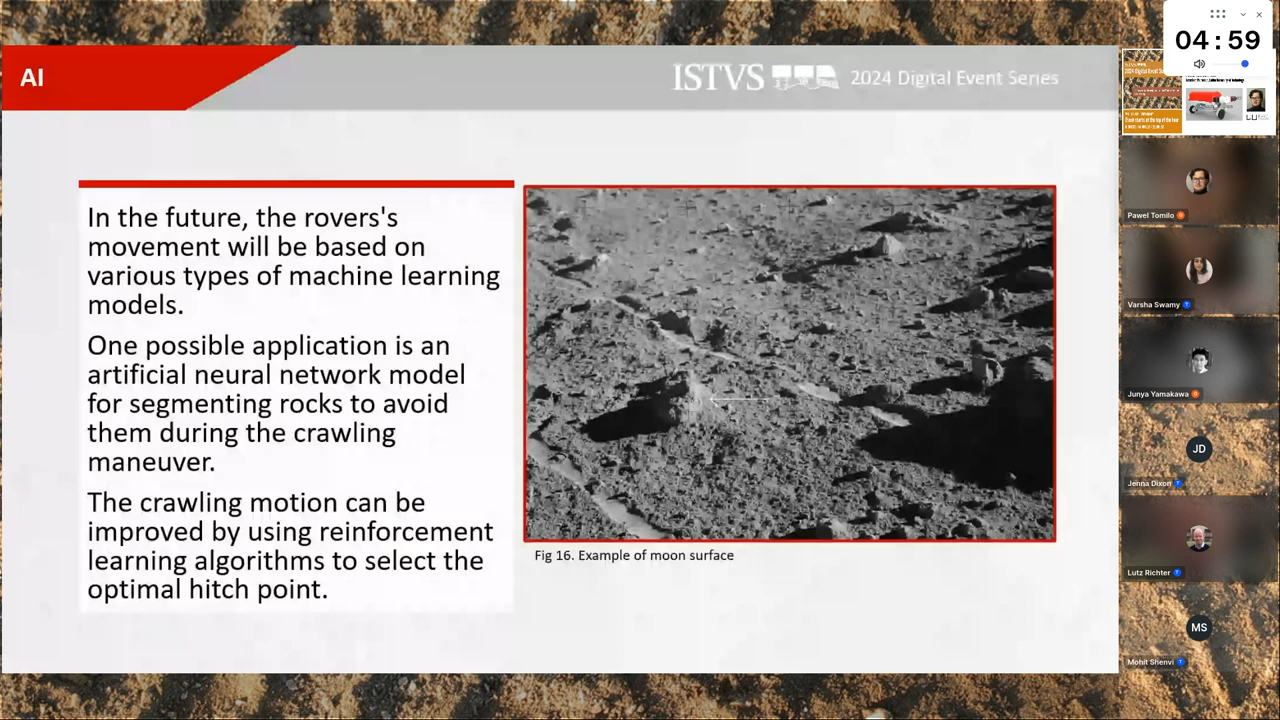 AI
ISTVS
2024 Digital Event Series
In the future, the rovers's
movement will be based on
various types of machine learning
models.
One possible application is an
artificial neural network model
for segmenting rocks to avoid
them during the crawling
maneuver.
The crawling motion can be
improved by using reinforcement
learning algorithms to select the
optimal hitch point.
Fig 16. Example of moon surface
04:59
Pawel Tomilo
Varsha Swamy
Junya Yamakawa
JD
Jenna Dixon
Lutz Richter
MS
Mohit Shenvi